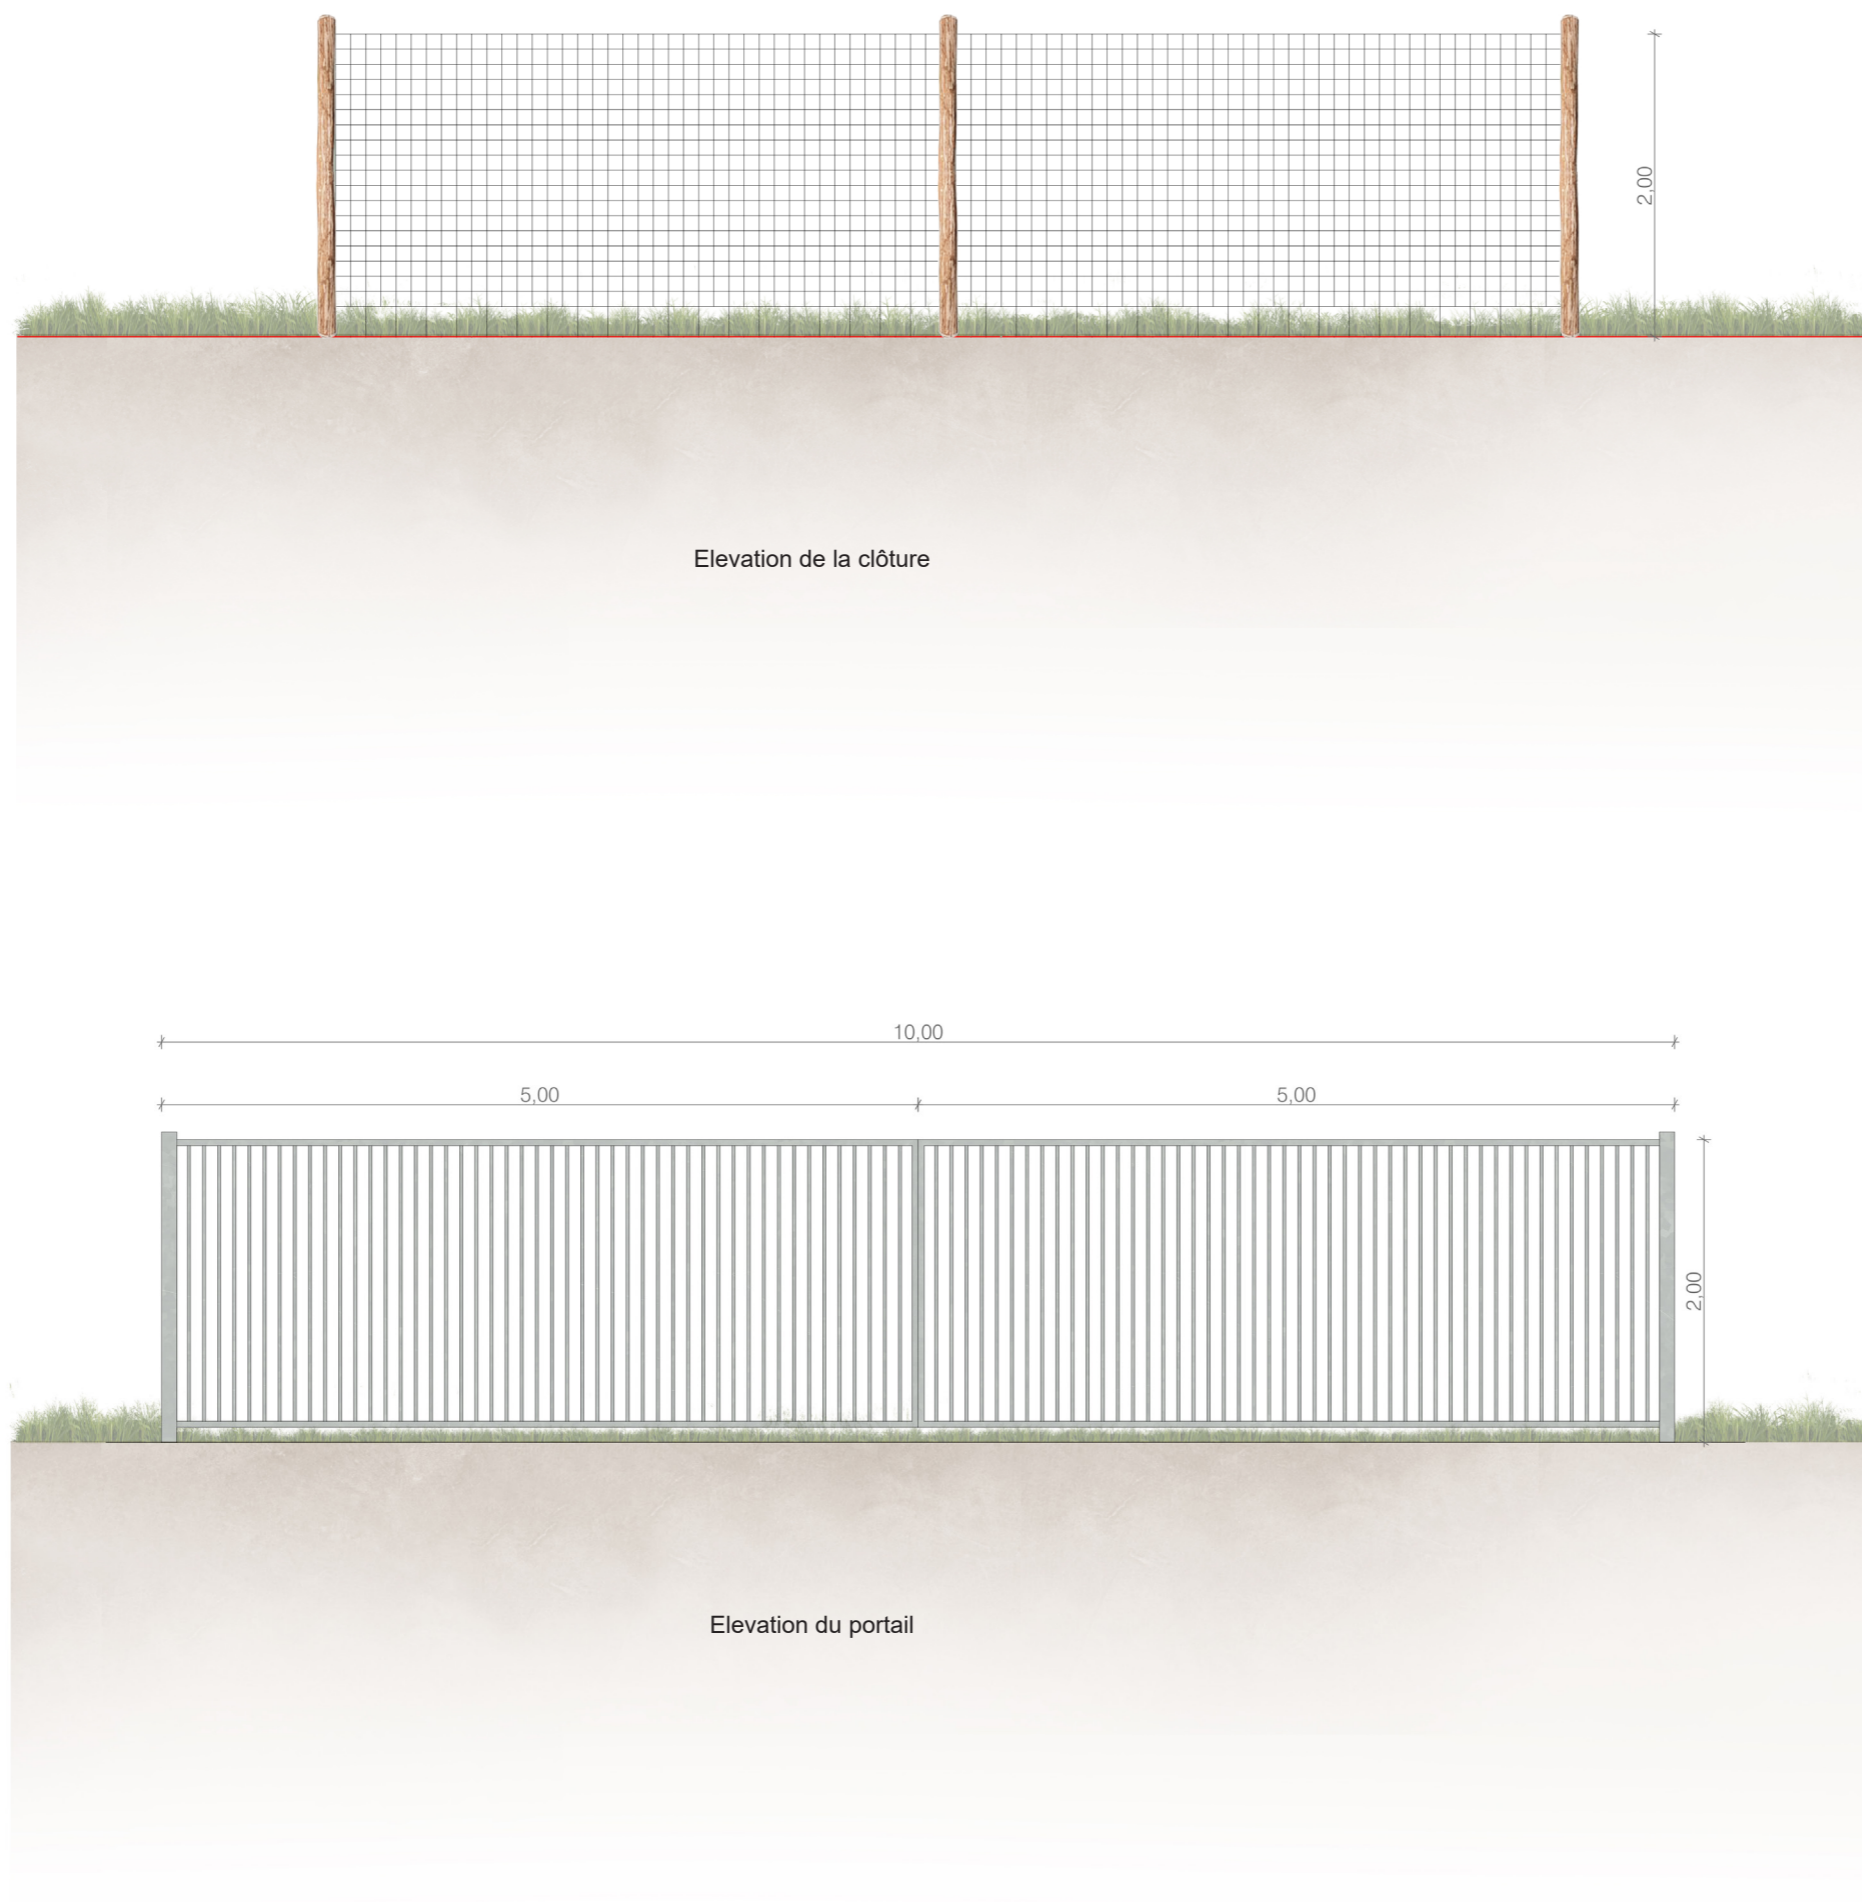 2,00
Elevation de la clôture
10,00
5,00 5,00
2,00
Elevation du portail